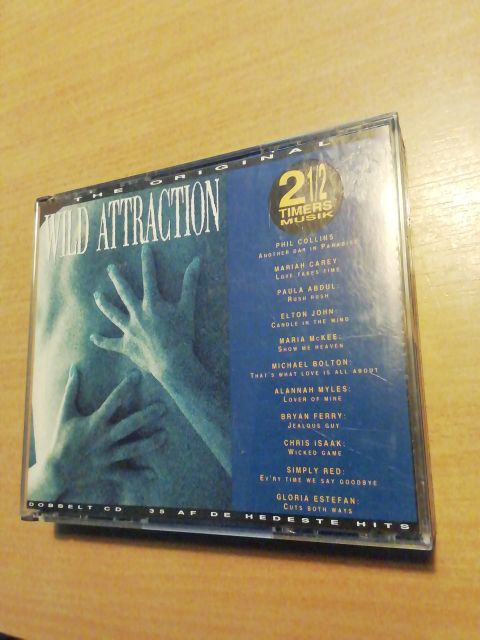 THE ORIGINAL
WILD ATTRACTION
2 1/2
TIMERS
MUSIK
PHIL COLLINS:
ANOTHER DAY IN PARADISE
MARIAH CAREY
LOVE TAKES TIME
PAULA ABDUL:
RUSH RUSH
ELTON JOHN:
CANDLE IN THE WIND
MARIA MCKEE:
SHOW ME HEAVEN
MICHAEL BOLTON:
THAT'S WHAT LOVE IS ALL ABOUT
ALANNAH MYLES:
LOVER OF MINE
BRYAN FERRY:
JEALOUS GUY
CHRIS ISAAK:
WICKED GAME
SIMPLY RED:
EV'RY TIME WE SAY GOODBYE
GLORIA ESTEFAN:
CUTS BOTH WAYS
DOBBELT CD 35 AF DE HEDESTE HITS